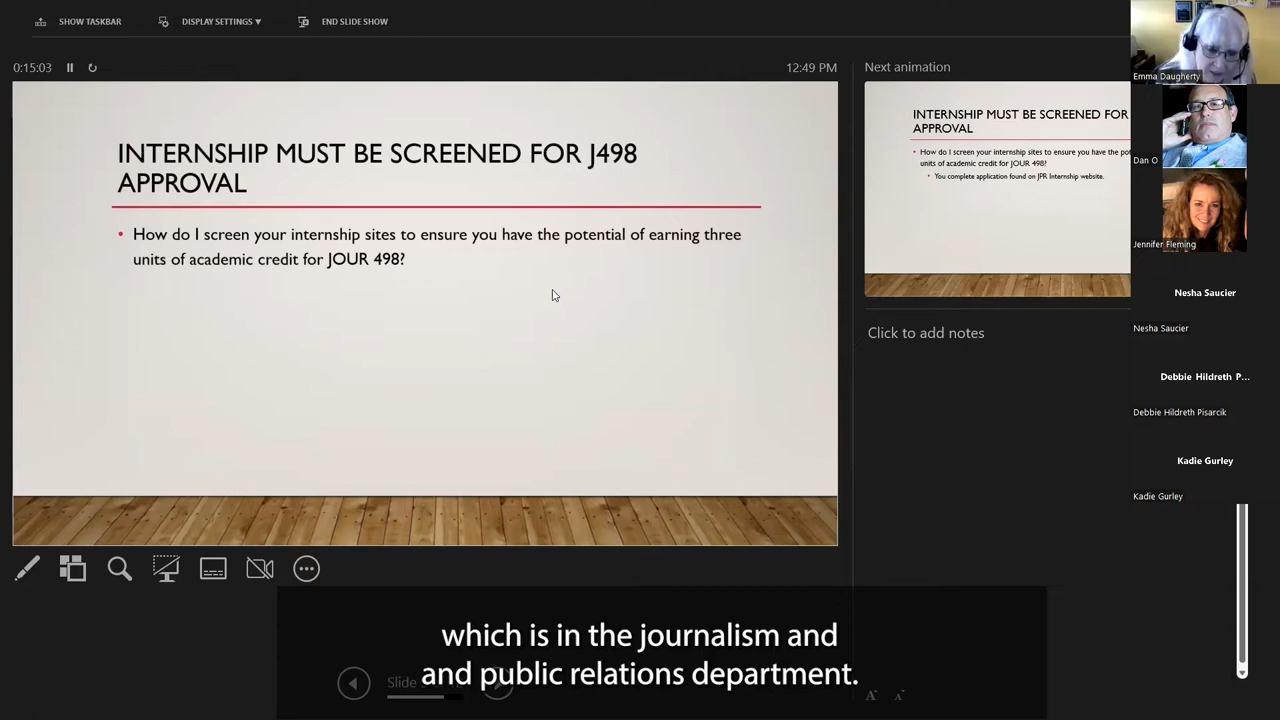 SHOW TASKBAR
DISPLAY SETTINGS ▼
END SLIDE SHOW
0:15:03
12:49 PM
INTERNSHIP MUST BE SCREENED FOR J498
APPROVAL
• How do I screen your internship sites to ensure you have the potential of earning three
units of academic credit for JOUR 498?
Next animation
INTERNSHIP MUST BE SCREENED FOR
APPROVAL
• How do I screen your internship sites to ensure you have the
units of academic credit for JOUR 498?
• You complete application found on JPR Internship website.
Click to add notes
Emma Daugherty
Dan O
Jennifer Fleming
Nesha Saucier
Nesha Saucier
Debbie Hildreth P...
Debbie Hildreth Pisarcik
Kadie Gurley
Kadie Gurley
which is in the journalism and
and public relations department.
Slide
A
A